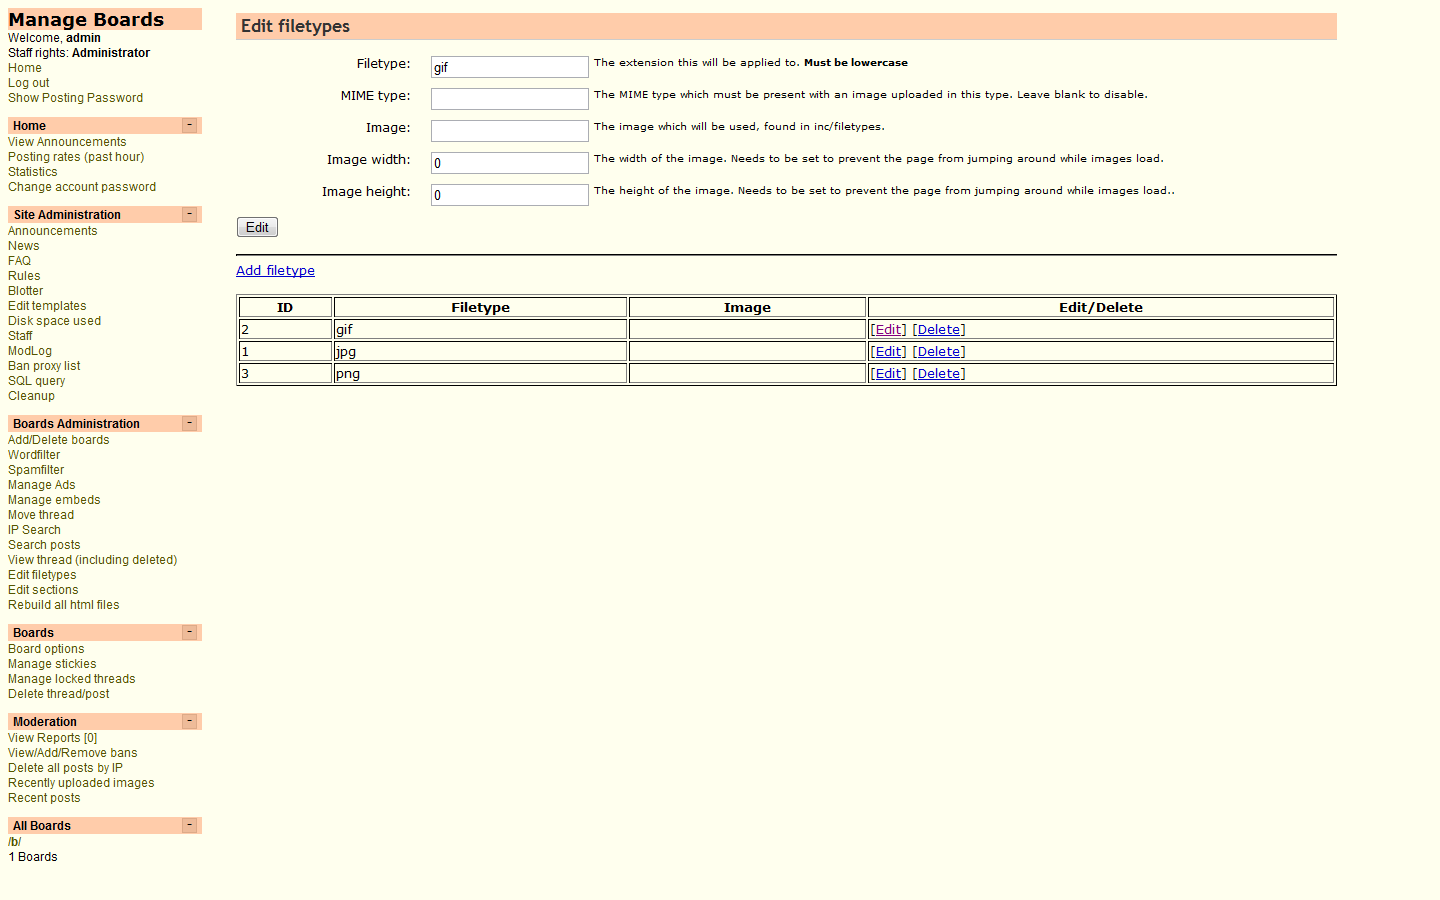 Manage Boards
Welcome, admin
Staff rights: Administrator
Home
Log out
Show Posting Password
Home -
View Announcements
Posting rates (past hour)
Statistics
Change account password
Site Administration -
Announcements
News
FAQ
Rules
Blotter
Edit templates
Disk space used
Staff
ModLog
Ban proxy list
SQL query
Cleanup
Boards Administration -
Add/Delete boards
Wordfilter
Spamfilter
Manage Ads
Manage embeds
Move thread
IP Search
Search posts
View thread (including deleted)
Edit filetypes
Edit sections
Rebuild all html files
Boards -
Board options
Manage stickies
Manage locked threads
Delete thread/post
Moderation -
View Reports [0]
View/Add/Remove bans
Delete all posts by IP
Recently uploaded images
Recent posts
All Boards -
/b/
1 Boards
Edit filetypes
Filetype: gif The extension this will be applied to. Must be lowercase
MIME type: The MIME type which must be present with an image uploaded in this type. Leave blank to disable.
Image: The image which will be used, found in inc/filetypes.
Image width: 0 The width of the image. Needs to be set to prevent the page from jumping around while images load.
Image height: 0 The height of the image. Needs to be set to prevent the page from jumping around while images load..
Edit
Add filetype
ID Filetype Image Edit/Delete
2 gif [Edit] [Delete]
1 jpg [Edit] [Delete]
3 png [Edit] [Delete]